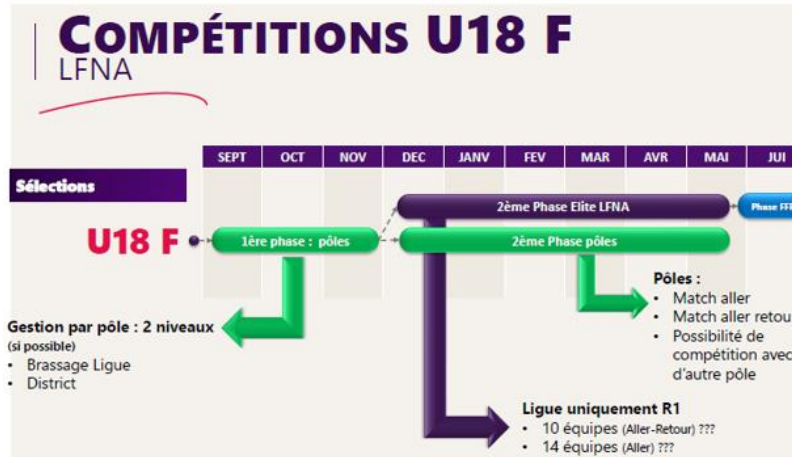 COMPÉTITIONS U18 F
LFNA
SEPT OCT NOV DEC JANV FEV MAR AVR MAI JUI
Sélections
2ème Phase Elite LFNA
Phase FFF
U18 F
1ère phase : pôles
2ème Phase pôles
Gestion par pôle : 2 niveaux
(si possible)
• Brassage Ligue
• District
Pôles :
• Match aller
• Match aller retou
• Possibilité de
compétition avec
d'autre pôle
Ligue uniquement R1
• 10 équipes (Aller-Retour) ???
• 14 équipes (Aller) ???